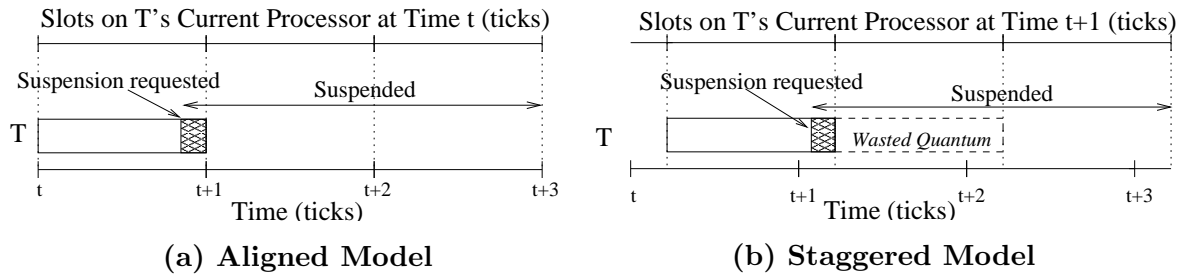 Slots on T's Current Processor at Time t (ticks)
Suspension requested
Suspended
T
t
t+1
t+2
t+3
Time (ticks)
(a) Aligned Model
Slots on T's Current Processor at Time t+1 (ticks)
Suspension requested
Suspended
T
Wasted Quantum
t
t+1
t+2
t+3
Time (ticks)
(b) Staggered Model